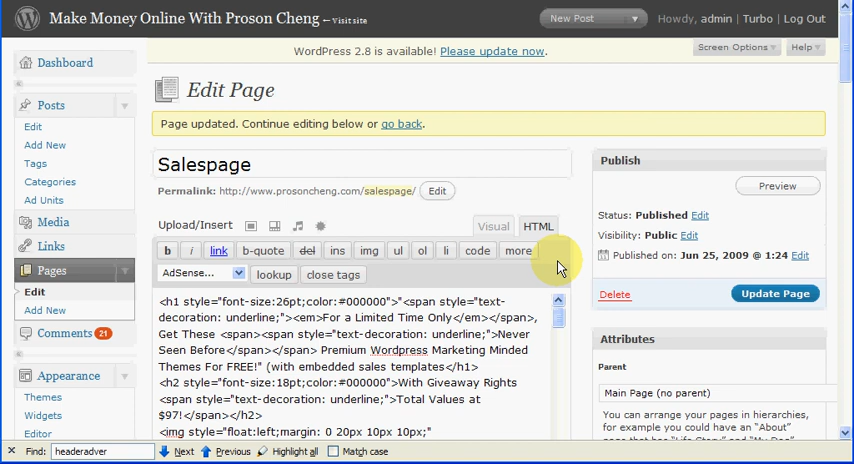 Make Money Online With Proson Cheng ← Visit site
New Post
Howdy, admin | Turbo | Log Out
WordPress 2.8 is available! Please update now.
Screen Options
Help
Dashboard
Edit Page
Posts
Edit
Add New
Tags
Categories
Ad Units
Media
Links
Pages
Edit
Add New
Comments 21
Appearance
Themes
Widgets
Editor
Page updated. Continue editing below or go back.
Salespage
Permalink: http://www.prosoncheng.com/salespage/ Edit
Upload/Insert
Visual
HTML
b i link b-quote del ins img ul ol li code more
AdSense... lookup close tags
<h1 style="font-size:26pt;color:#000000">"<span style="text-
decoration: underline;"><em>For a Limited Time Only</em></span>,
Get These <span><span style="text-decoration: underline;">Never
Seen Before</span></span> Premium Wordpress Marketing Minded
Themes For FREE!" (with embedded sales templates</h1>
<h2 style="font-size:18pt;color:#000000">With Giveaway Rights
<span style="text-decoration: underline;">Total Values at
$97!</span></h2>
<img style="float:left;margin: 0 20px 10px 10px;"
Publish
Preview
Status: Published Edit
Visibility: Public Edit
Published on: Jun 25, 2009 @ 1:24 Edit
Delete
Update Page
Attributes
Parent
Main Page (no parent)
You can arrange your pages in hierarchies,
for example you could have an "About"
page that has "Life Story" and "My Dog"
Find: headeradver Next Previous Highlight all Match case